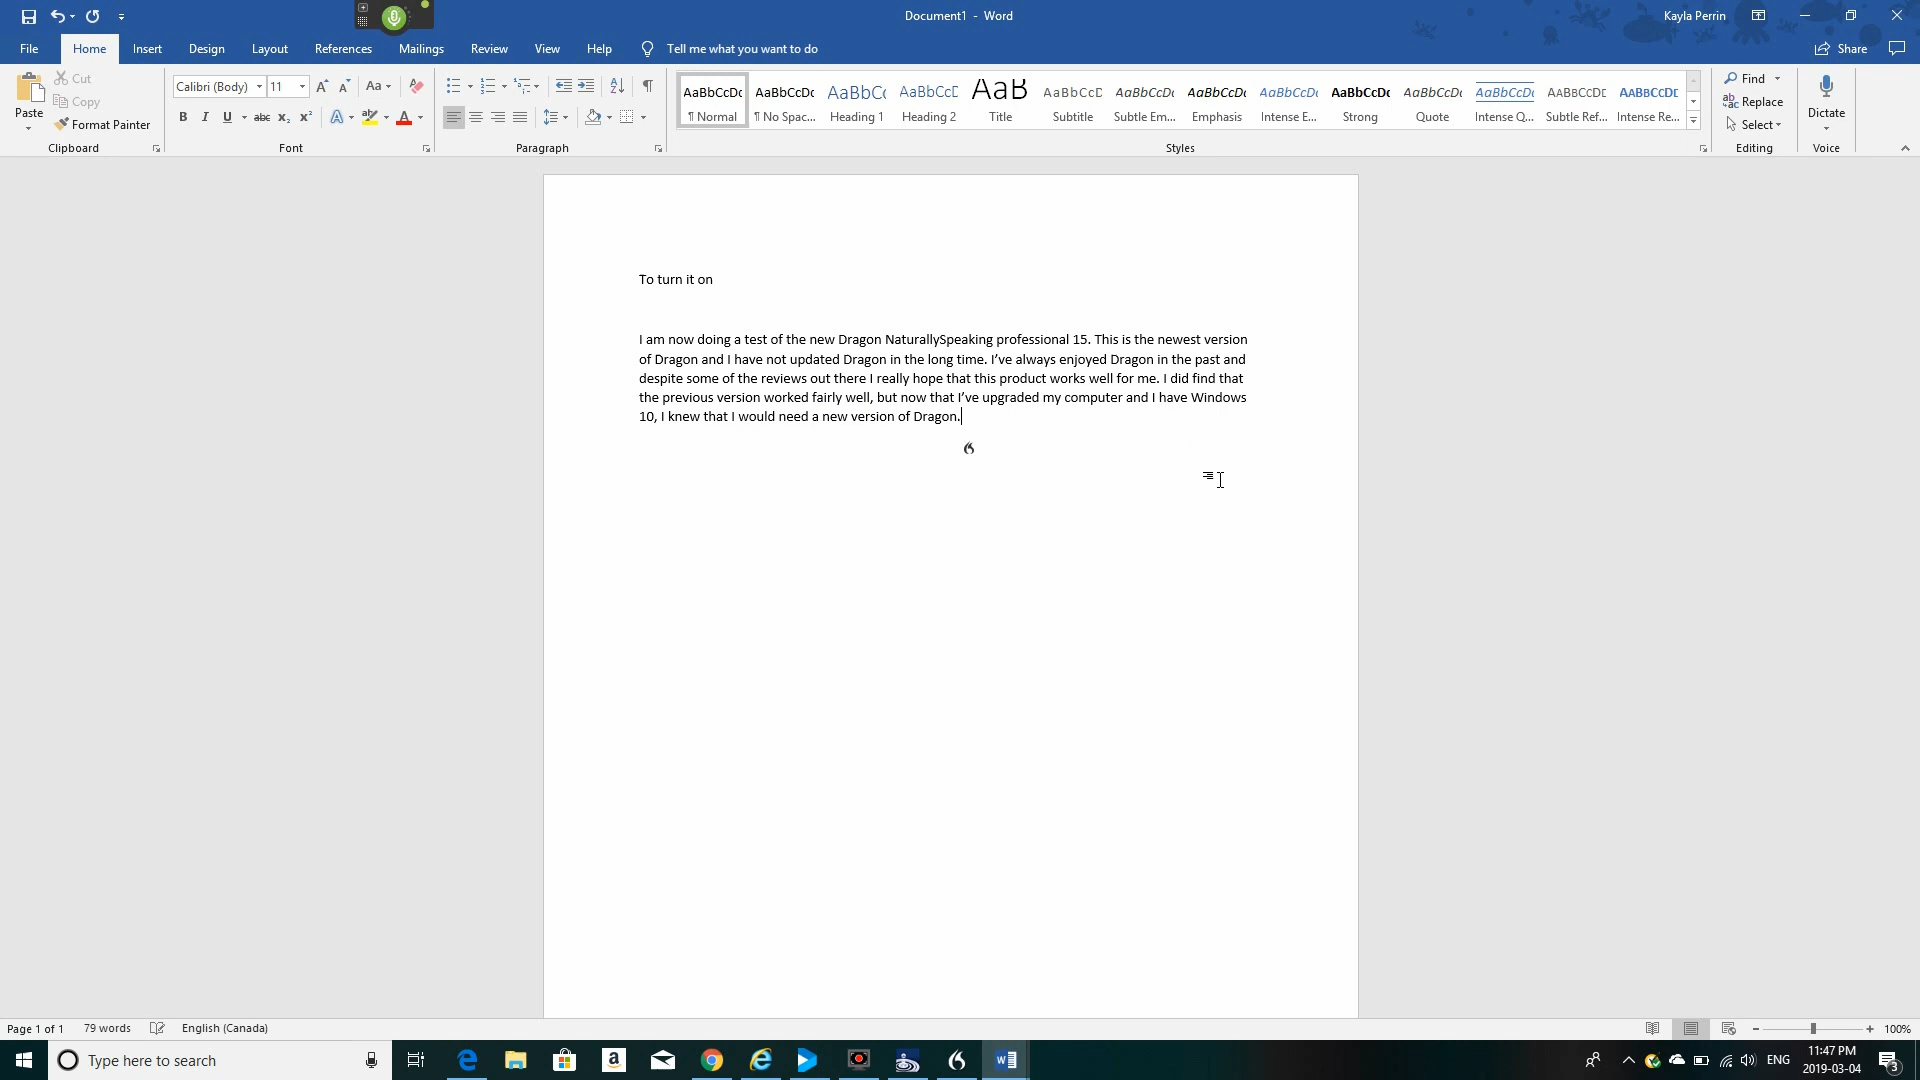 Document1 - Word
Kayla Perrin
File Home Insert Design Layout References Mailings Review View Help Tell me what you want to do Share
Paste
Cut
Copy
Format Painter
Clipboard
Calibri (Body) 11
Font
Paragraph
AaBbCcDc AaBbCcDc AaBbCc AaBbCcD AaB AaBbCcD AaBbCcDc AaBbCcDc AaBbCcDc AaBbCcDc AaBbCcDc AaBbCcDc AABBCCDE AABBCCDE
¶ Normal ¶ No Spac... Heading 1 Heading 2 Title Subtitle Subtle Em... Emphasis Intense E... Strong Quote Intense Q... Subtle Ref... Intense Re...
Styles
Find
Replace
Select
Editing
Dictate
Voice
To turn it on
I am now doing a test of the new Dragon NaturallySpeaking professional 15. This is the newest version
of Dragon and I have not updated Dragon in the long time. I’ve always enjoyed Dragon in the past and
despite some of the reviews out there I really hope that this product works well for me. I did find that
the previous version worked fairly well, but now that I’ve upgraded my computer and I have Windows
10, I knew that I would need a new version of Dragon.
Page 1 of 1 79 words English (Canada) 100%
Type here to search
ENG
11:47 PM
2019-03-04
3